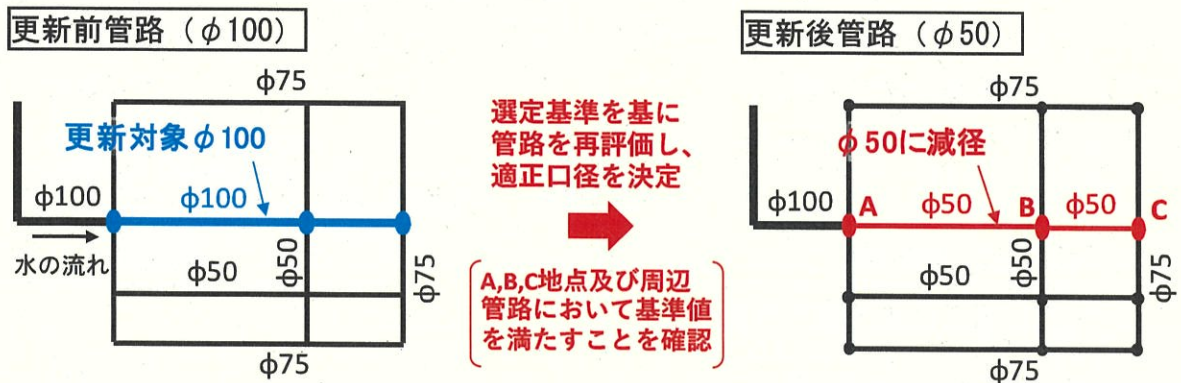 更新前管路（φ100）
φ75
更新対象φ100
φ100
φ100
水の流れ
φ50
φ50
φ75
φ75
選定基準を基に
管路を再評価し、
適正口径を決定
A,B,C地点及び周辺
管路において基準値
を満たすことを確認
更新後管路（φ50）
φ75
φ50に減径
φ100
A
φ50
B
φ50
C
φ50
φ50
φ75
φ75